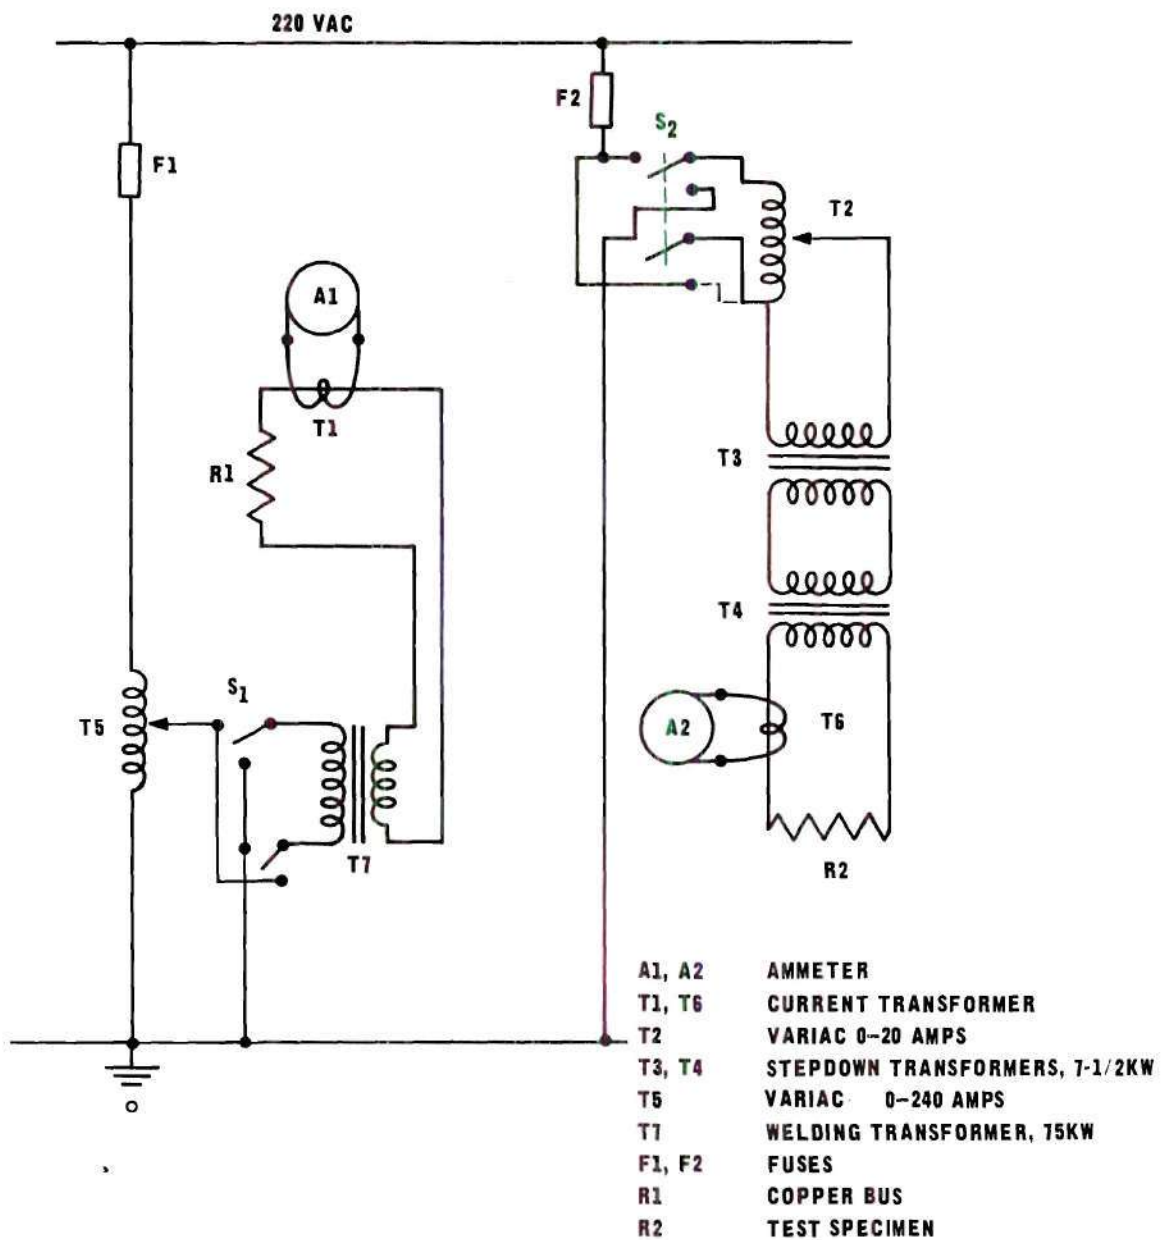 220 VAC
F2
S2
F1
T2
A1
T1
T3
R1
T4
S1
T5
A2
T6
T7
R2
A1, A2 AMMETER
T1, T6 CURRENT TRANSFORMER
T2 VARIAC 0-20 AMPS
T3, T4 STEPDOWN TRANSFORMERS, 7-1/2KW
T5 VARIAC 0-240 AMPS
T7 WELDING TRANSFORMER, 75KW
F1, F2 FUSES
R1 COPPER BUS
R2 TEST SPECIMEN